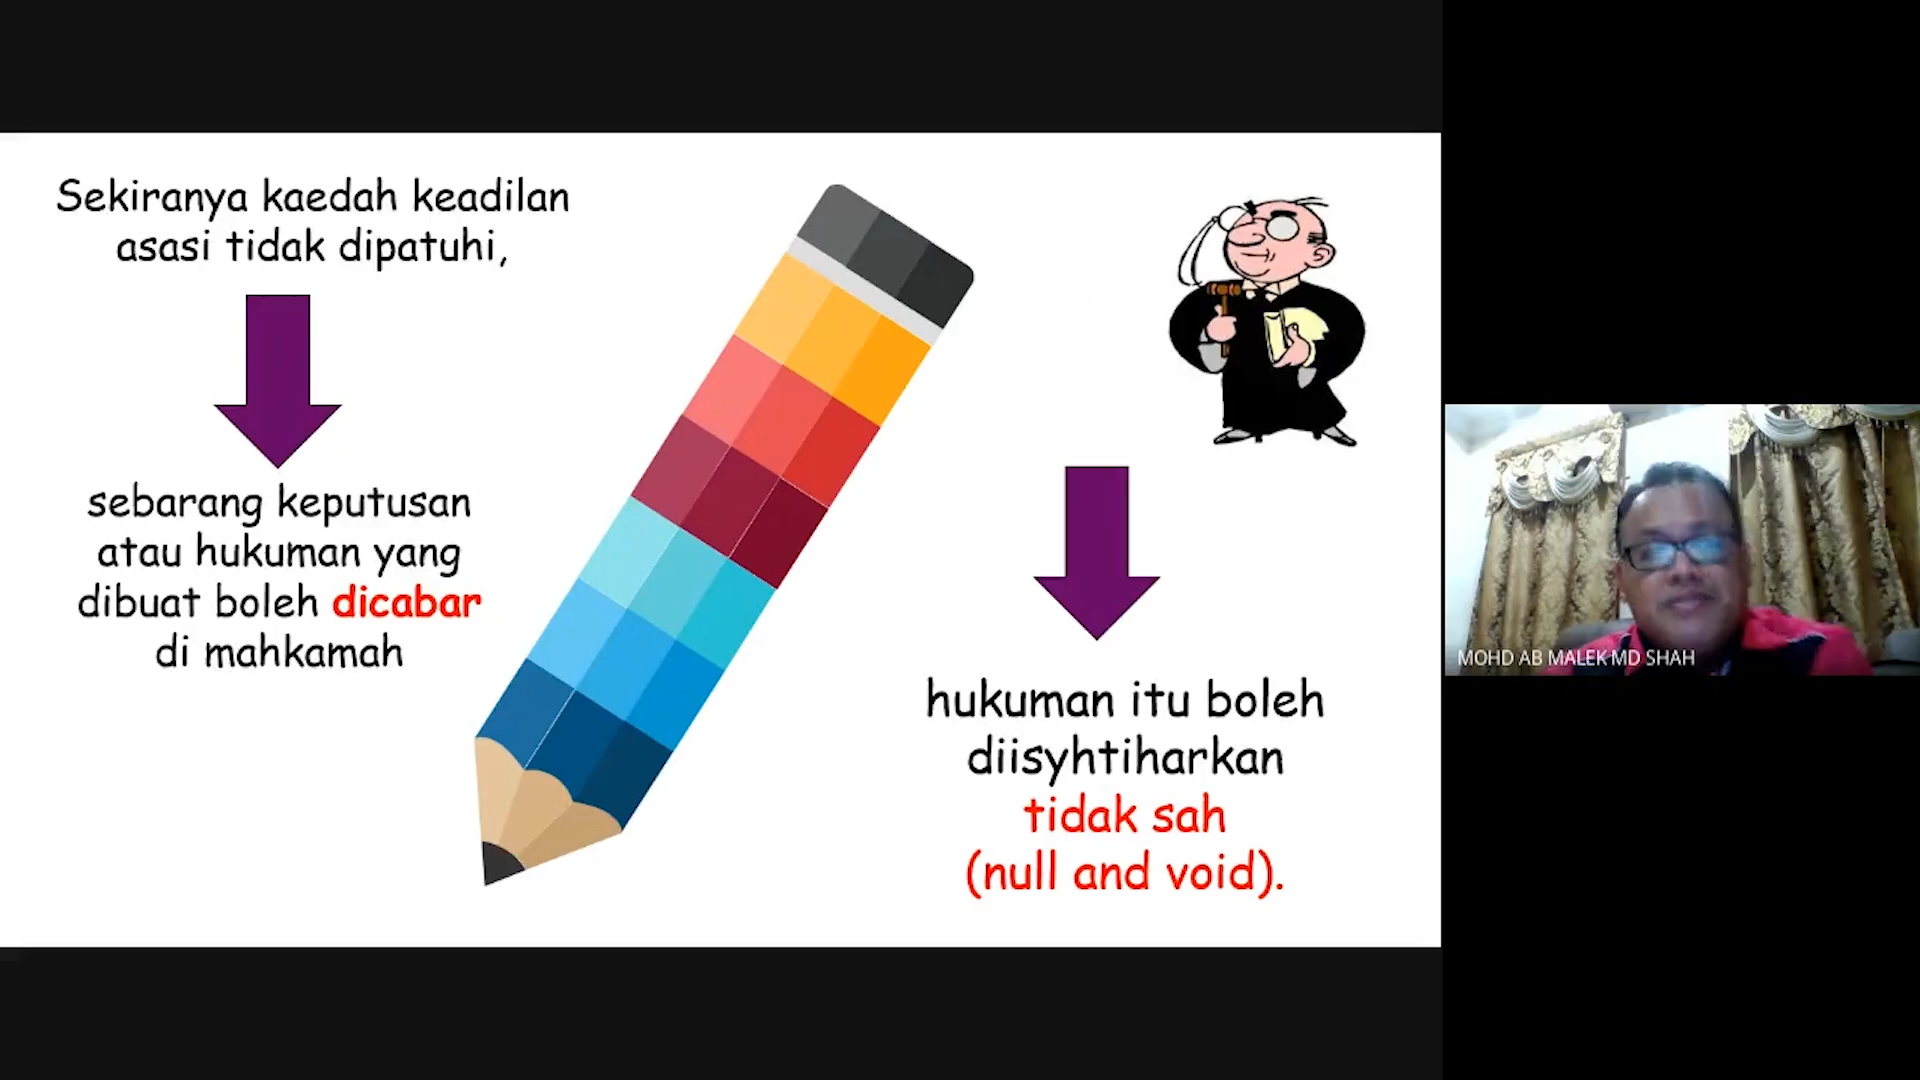 Sekiranya kaedah keadilan
asasi tidak dipatuhi,
sebarang keputusan
atau hukuman yang
dibuat boleh dicabar
di mahkamah
hukuman itu boleh
diisyhtiharkan
tidak sah
(null and void).
MOHD AB MALEK MD SHAH